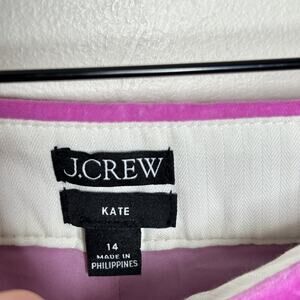 J.CREW
KATE
14
MADE IN
PHILIPPINES